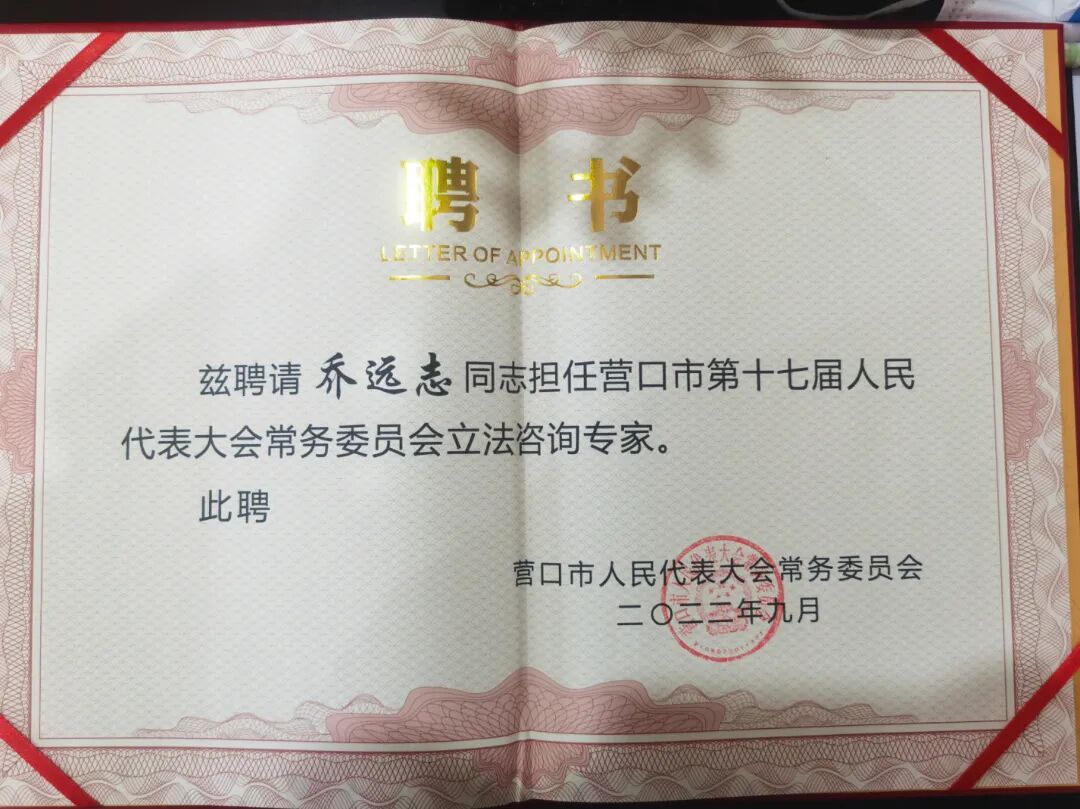 聘 书
LETTER OF APPOINTMENT
兹聘请 乔远志 同志担任营口市第十七届人民
代表大会常务委员会立法咨询专家。
此聘
营口市人民代表大会常务委员会
二〇二二年九月